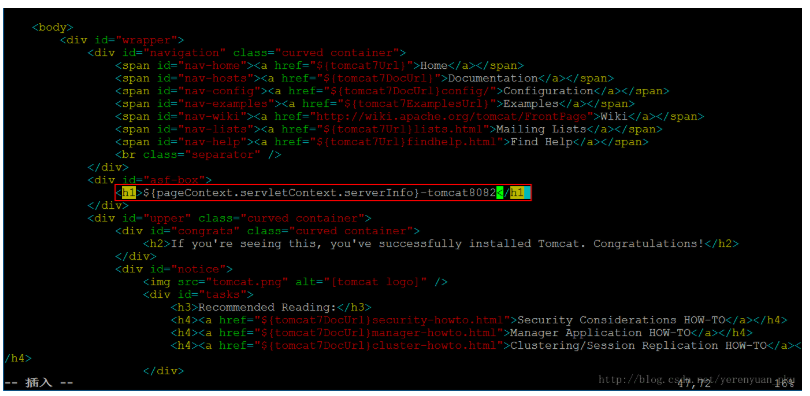 <body>
<div id="wrapper">
<div id="navigation" class="curved container">
<span id="nav-home"><a href="${tomcat7Url}">Home</a></span>
<span id="nav-hosts"><a href="${tomcat7DocUrl}">Documentation</a></span>
<span id="nav-config"><a href="${tomcat7DocUrl}config/">Configuration</a></span>
<span id="nav-examples"><a href="${tomcat7ExamplesUrl}">Examples</a></span>
<span id="nav-wiki"><a href="http://wiki.apache.org/tomcat/FrontPage">Wiki</a></span>
<span id="nav-lists"><a href="${tomcat7Url}lists.html">Mailing Lists</a></span>
<span id="nav-help"><a href="${tomcat7Url}findhelp.html">Find Help</a></span>
<br class="separator" />
</div>
<div id="asf-box">
<h1>${pageContext.servletContext.serverInfo}-tomcat8082</h1>
</div>
<div id="upper" class="curved container">
<div id="congrats" class="curved container">
<h2>If you're seeing this, you've successfully installed Tomcat. Congratulations!</h2>
</div>
<div id="notice">
<img src="tomcat.png" alt="[tomcat logo]" />
<div id="tasks">
<h3>Recommended Reading:</h3>
<h4><a href="${tomcat7DocUrl}security-howto.html">Security Considerations HOW-TO</a></h4>
<h4><a href="${tomcat7DocUrl}manager-howto.html">Manager Application HOW-TO</a></h4>
<h4><a href="${tomcat7DocUrl}cluster-howto.html">Clustering/Session Replication HOW-TO</a><
/h4>
</div>
-- 插入 -- 47,72 16%